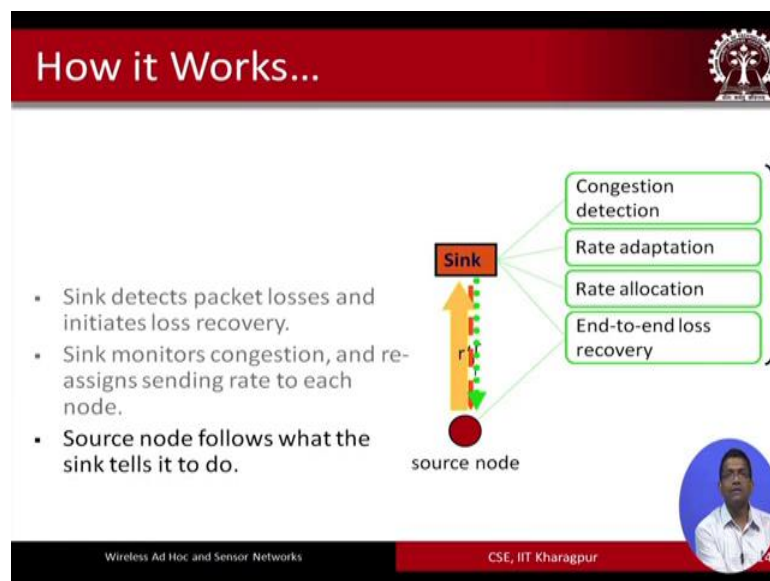 How it Works...
▪ Sink detects packet losses and
initiates loss recovery.
▪ Sink monitors congestion, and re-
assigns sending rate to each
node.
▪ Source node follows what the
sink tells it to do.
Sink
source node
Congestion
detection
Rate adaptation
Rate allocation
End-to-end loss
recovery
Wireless Ad Hoc and Sensor Networks
CSE, IIT Kharagpur